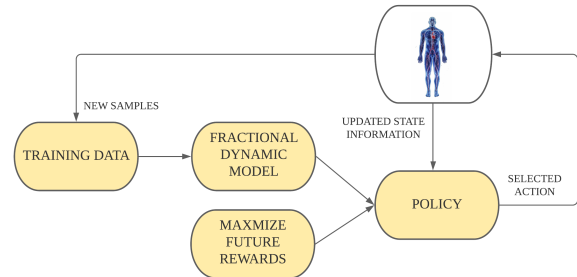 NEW SAMPLES
UPDATED STATE
INFORMATION
TRAINING DATA
FRACTIONAL
DYNAMIC
MODEL
SELECTED
ACTION
POLICY
MAXMIZE
FUTURE
REWARDS